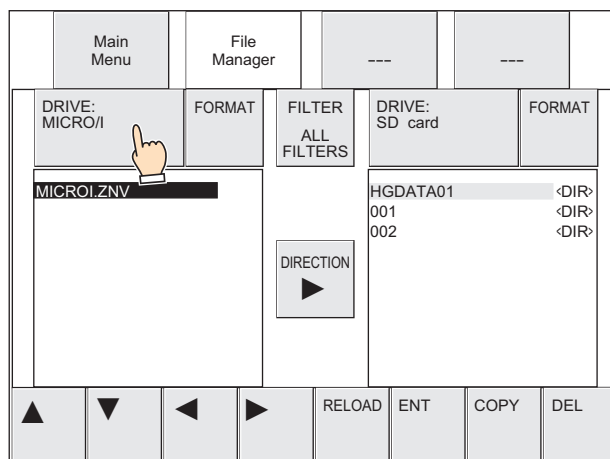 Main
Menu
File
Manager
---
---
DRIVE:
MICRO/I
FORMAT
FILTER
ALL
FILTERS
DRIVE:
SD card
FORMAT
MICROI.ZNV
DIRECTION
HGDATA01 <DIR>
001 <DIR>
002 <DIR>
RELOAD
ENT
COPY
DEL